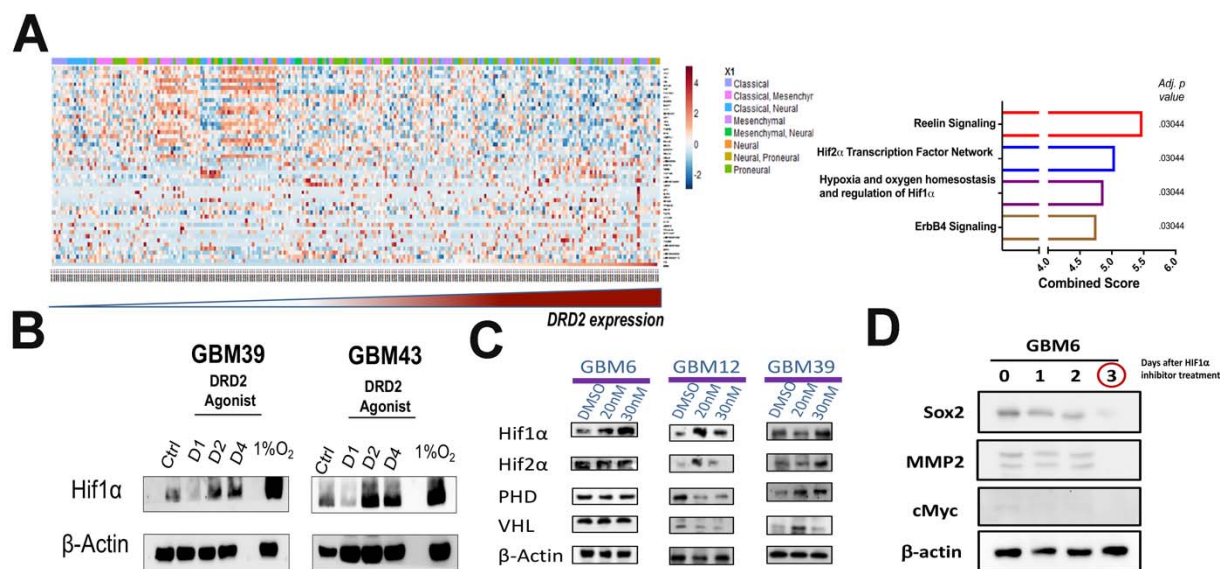 A
4
2
0
-2
X1
Classical
Classical, Mesenchyr
Classical, Neural
Mesenchymal
Mesenchymal, Neural
Neural
Neural, Proneural
Proneural
DRD2 expression
Adj. p
value
Reelin Signaling
.03044
Hif2α Transcription Factor Network
.03044
Hypoxia and oxygen homestostis
and regulation of Hif1α
.03044
ErbB4 Signaling
.03044
4.0
4.5
5.0
5.5
6.0
Combined Score
B
GBM39
GBM43
DRD2
Agonist
DRD2
Agonist
Ctrl D1 D2 D4 1%O₂
Ctrl D1 D2 D4 1%O₂
Hif1α
β-Actin
C
GBM6 GBM12 GBM39
DMSO 20nM 30nM DMSO 20nM 30nM DMSO 20nM 30nM
Hif1α
Hif2α
PHD
VHL
β-Actin
D
GBM6
0 1 2 3
Days after HIF1α
inhibitor treatment
Sox2
MMP2
cMyc
β-actin